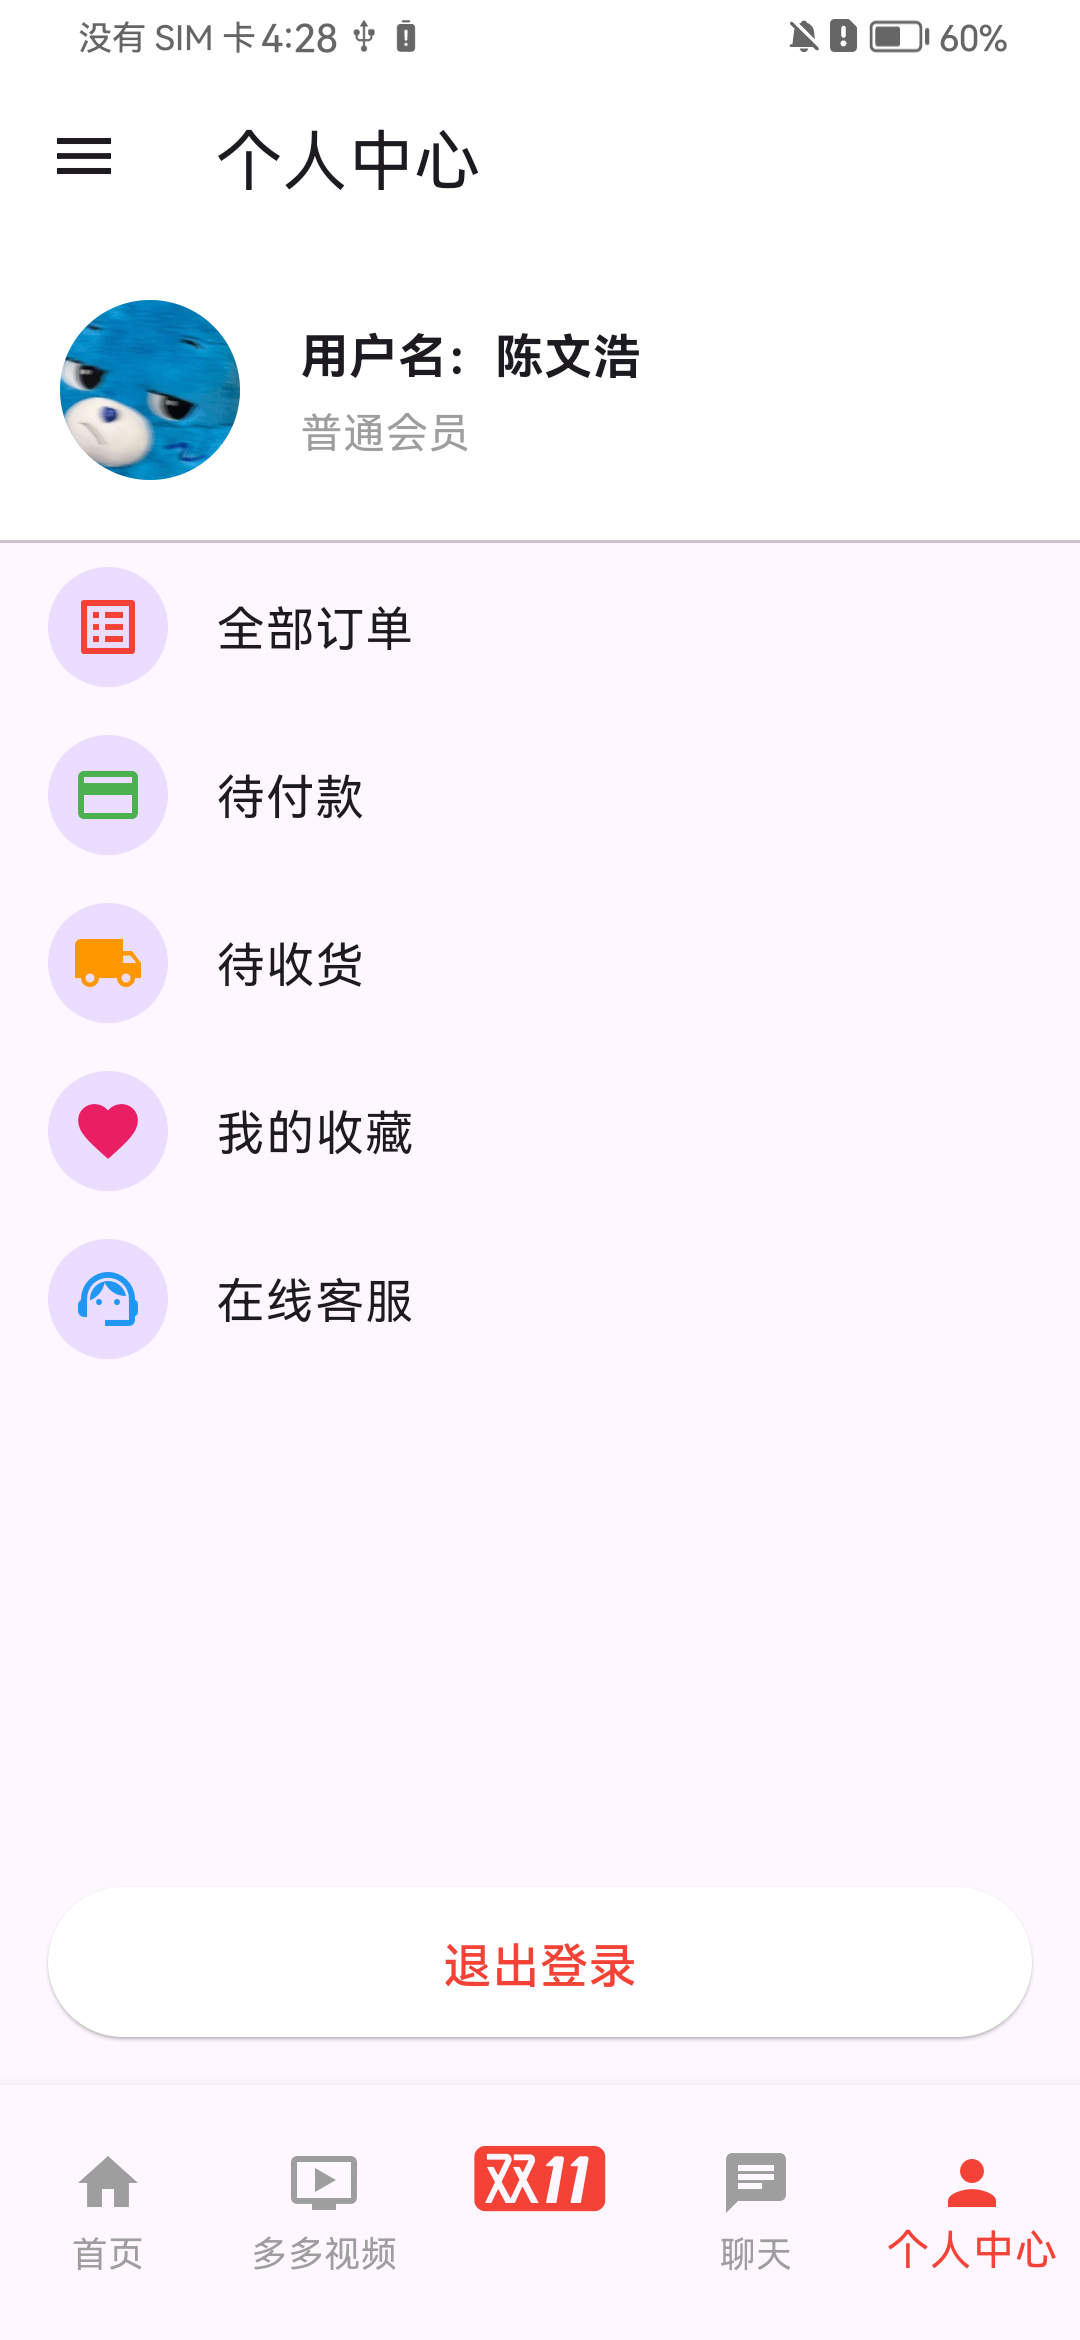 没有 SIM 卡 4:28 60%
个人中心
用户名：陈文浩
普通会员
全部订单
待付款
待收货
我的收藏
在线客服
退出登录
双11
首页 多多视频 聊天 个人中心